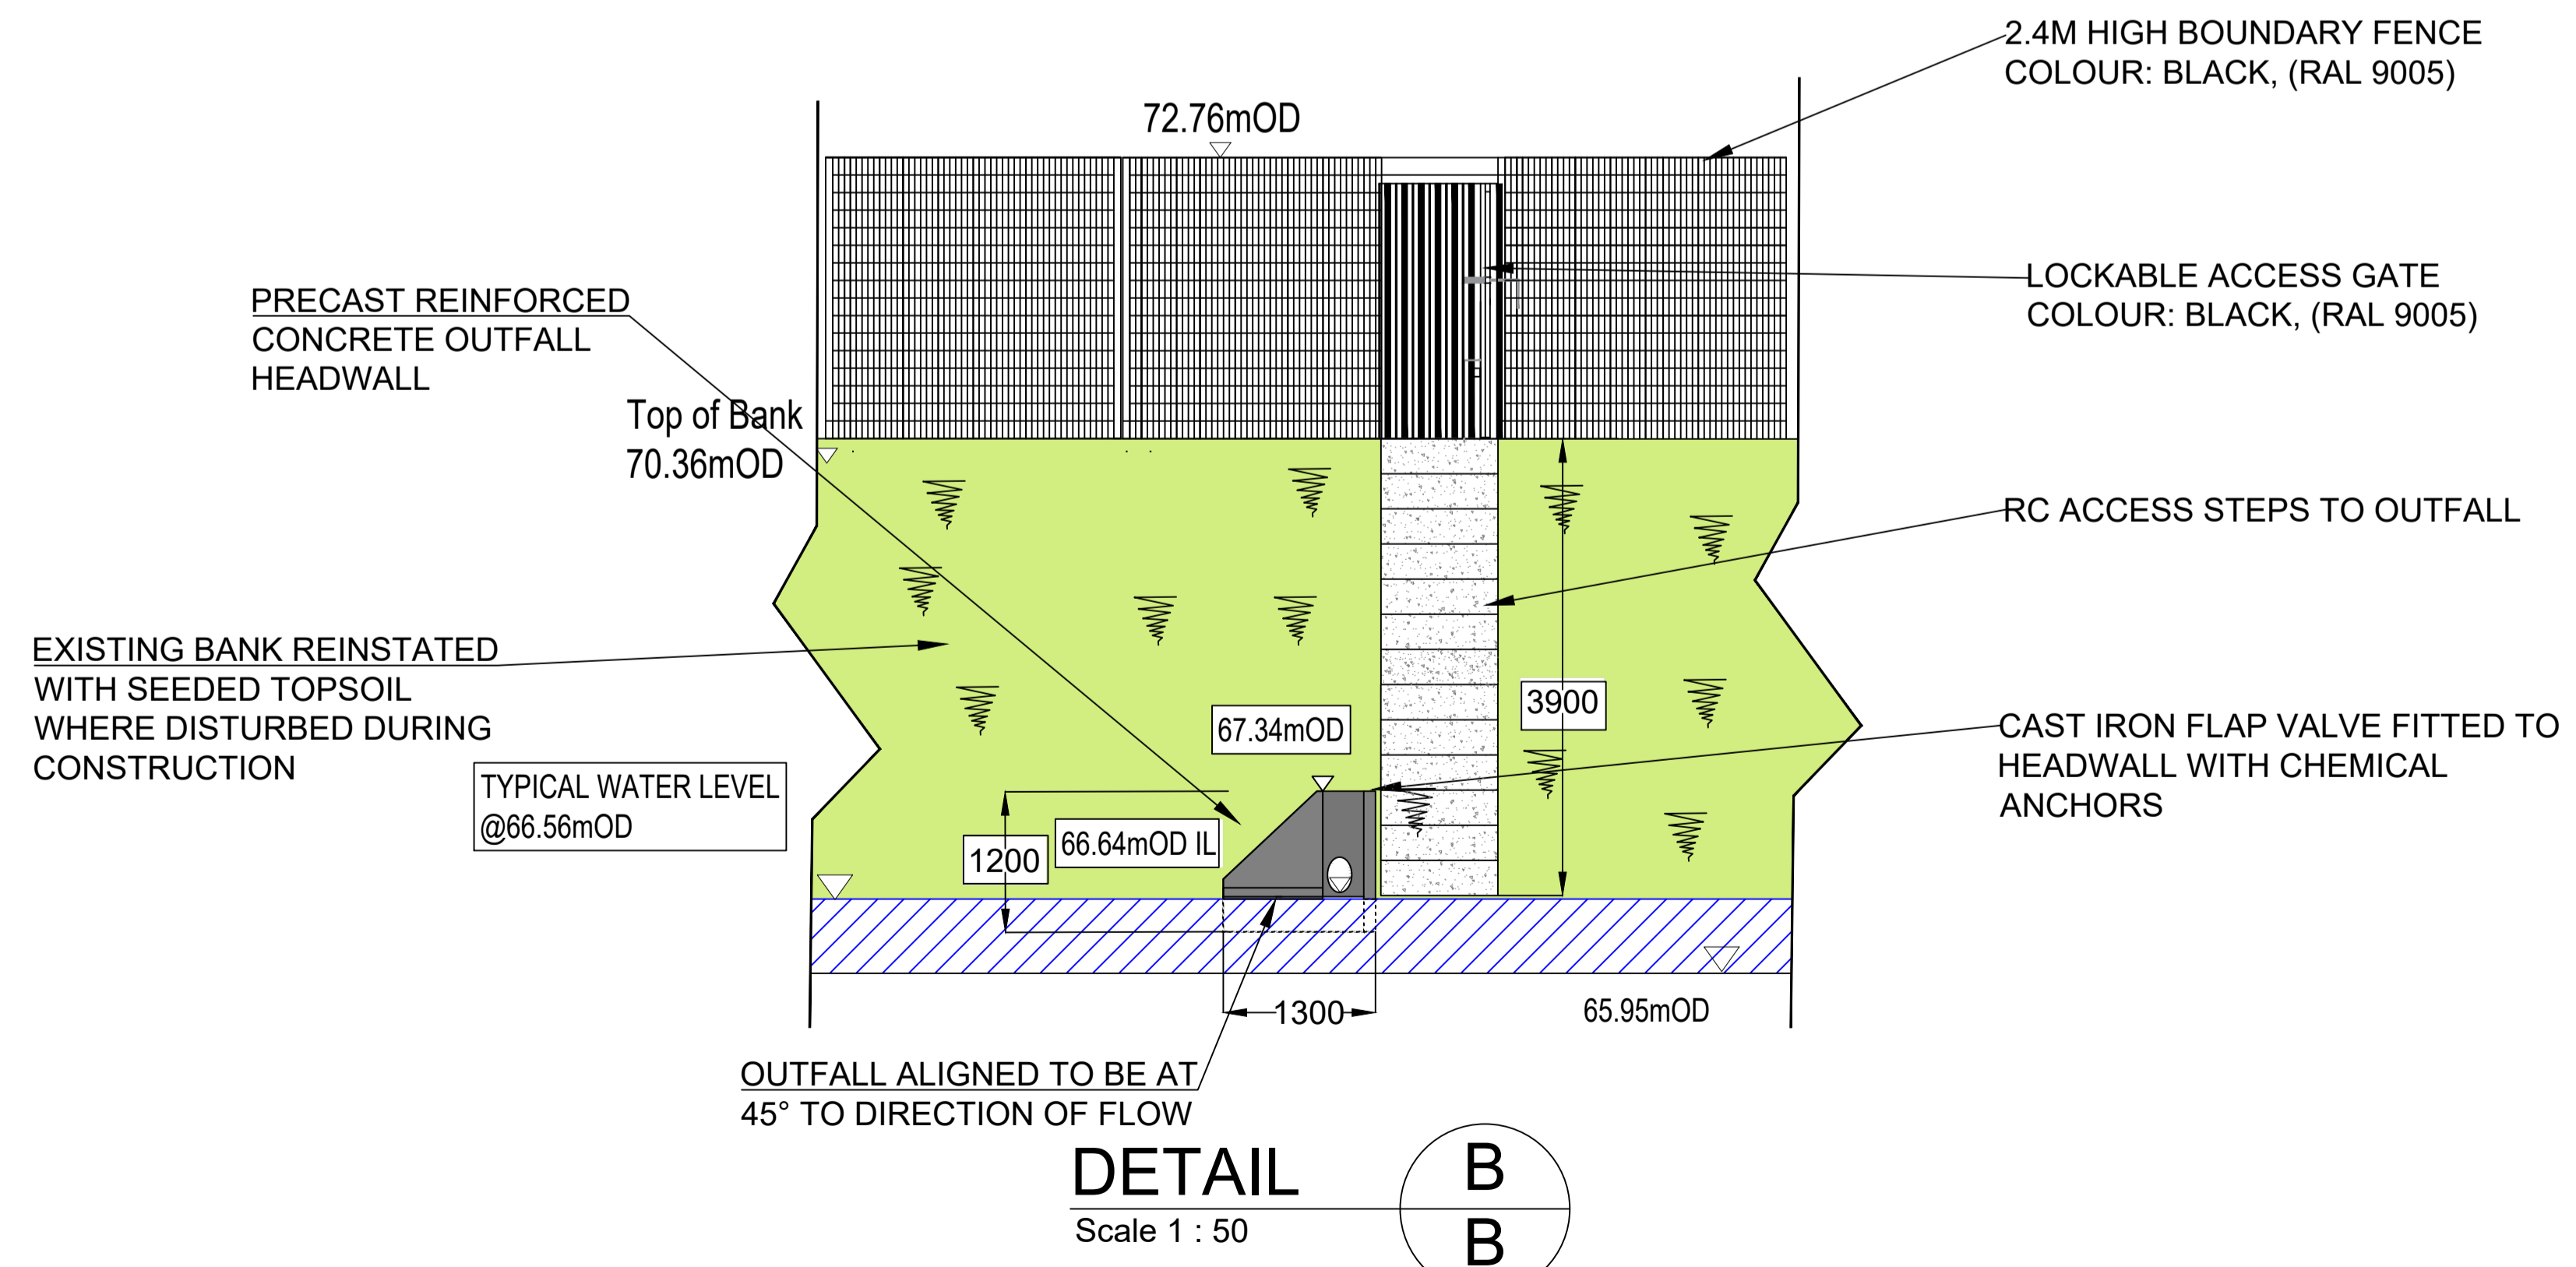 2.4M HIGH BOUNDARY FENCE
COLOUR: BLACK, (RAL 9005)
72.76mOD
LOCKABLE ACCESS GATE
COLOUR: BLACK, (RAL 9005)
PRECAST REINFORCED
CONCRETE OUTFALL
HEADWALL
Top of Bank
70.36mOD
RC ACCESS STEPS TO OUTFALL
EXISTING BANK REINSTATED
WITH SEEDED TOPSOIL
WHERE DISTURBED DURING
CONSTRUCTION
3900
67.34mOD
CAST IRON FLAP VALVE FITTED TO
HEADWALL WITH CHEMICAL
ANCHORS
TYPICAL WATER LEVEL
@66.56mOD
1200
66.64mOD IL
1300
65.95mOD
OUTFALL ALIGNED TO BE AT
45° TO DIRECTION OF FLOW
DETAIL
Scale 1 : 50
B
B